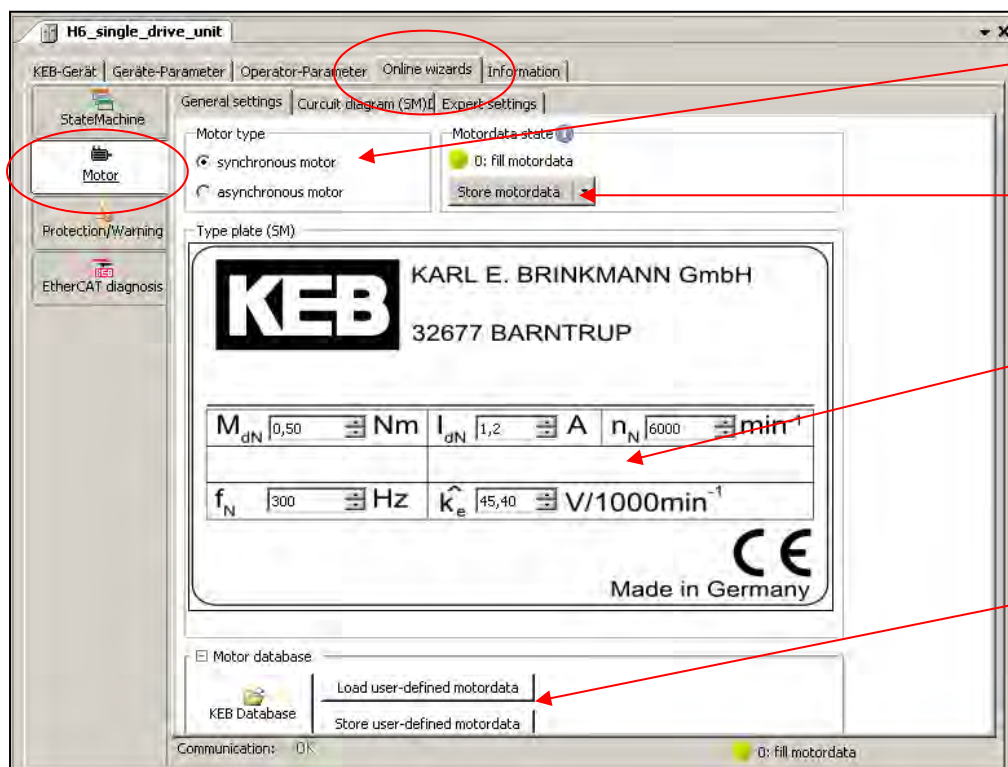 H6_single_drive_unit
KEB-Gerät Geräte-Parameter Operator-Parameter Online wizards Information
StateMachine
Motor
Protection/Warning
EtherCAT diagnosis
General settings Curcuit diagram (SM) Expert settings
Motor type
synchronous motor
asynchronous motor
Motordata state
0: fill motordata
Store motordata
Type plate (SM)
KEB
KARL E. BRINKMANN GmbH
32677 BARNTRUP
MdN 0,50 Nm IdN 1,2 A nN 6000 min⁻¹
fN 300 Hz k̂e 45,40 V/1000min⁻¹
CE
Made in Germany
Motor database
KEB Database
Load user-defined motordata
Store user-defined motordata
Communication: OK 0: fill motordata